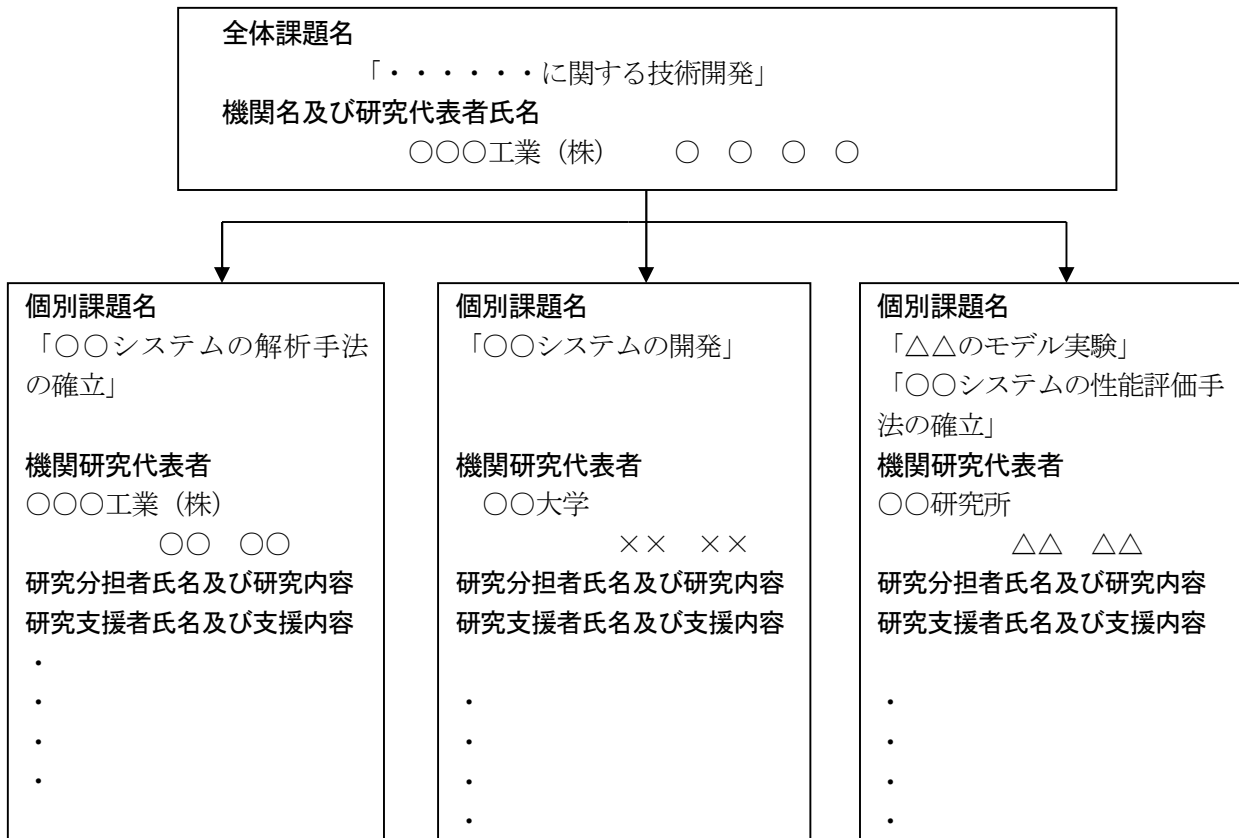 全体課題名
「・・・・・・に関する技術開発」
機関名及び研究代表者氏名
○○○工業（株）　　○　○　○　○
個別課題名
「○○システムの解析手法
の確立」
機関研究代表者
○○○工業（株）
○○　○○
研究分担者氏名及び研究内容
研究支援者氏名及び支援内容
・
・
・
・
個別課題名
「○○システムの開発」
機関研究代表者
○○大学
××　××
研究分担者氏名及び研究内容
研究支援者氏名及び支援内容
・
・
・
・
個別課題名
「△△のモデル実験」
「○○システムの性能評価手
法の確立」
機関研究代表者
○○研究所
△△　△△
研究分担者氏名及び研究内容
研究支援者氏名及び支援内容
・
・
・
・